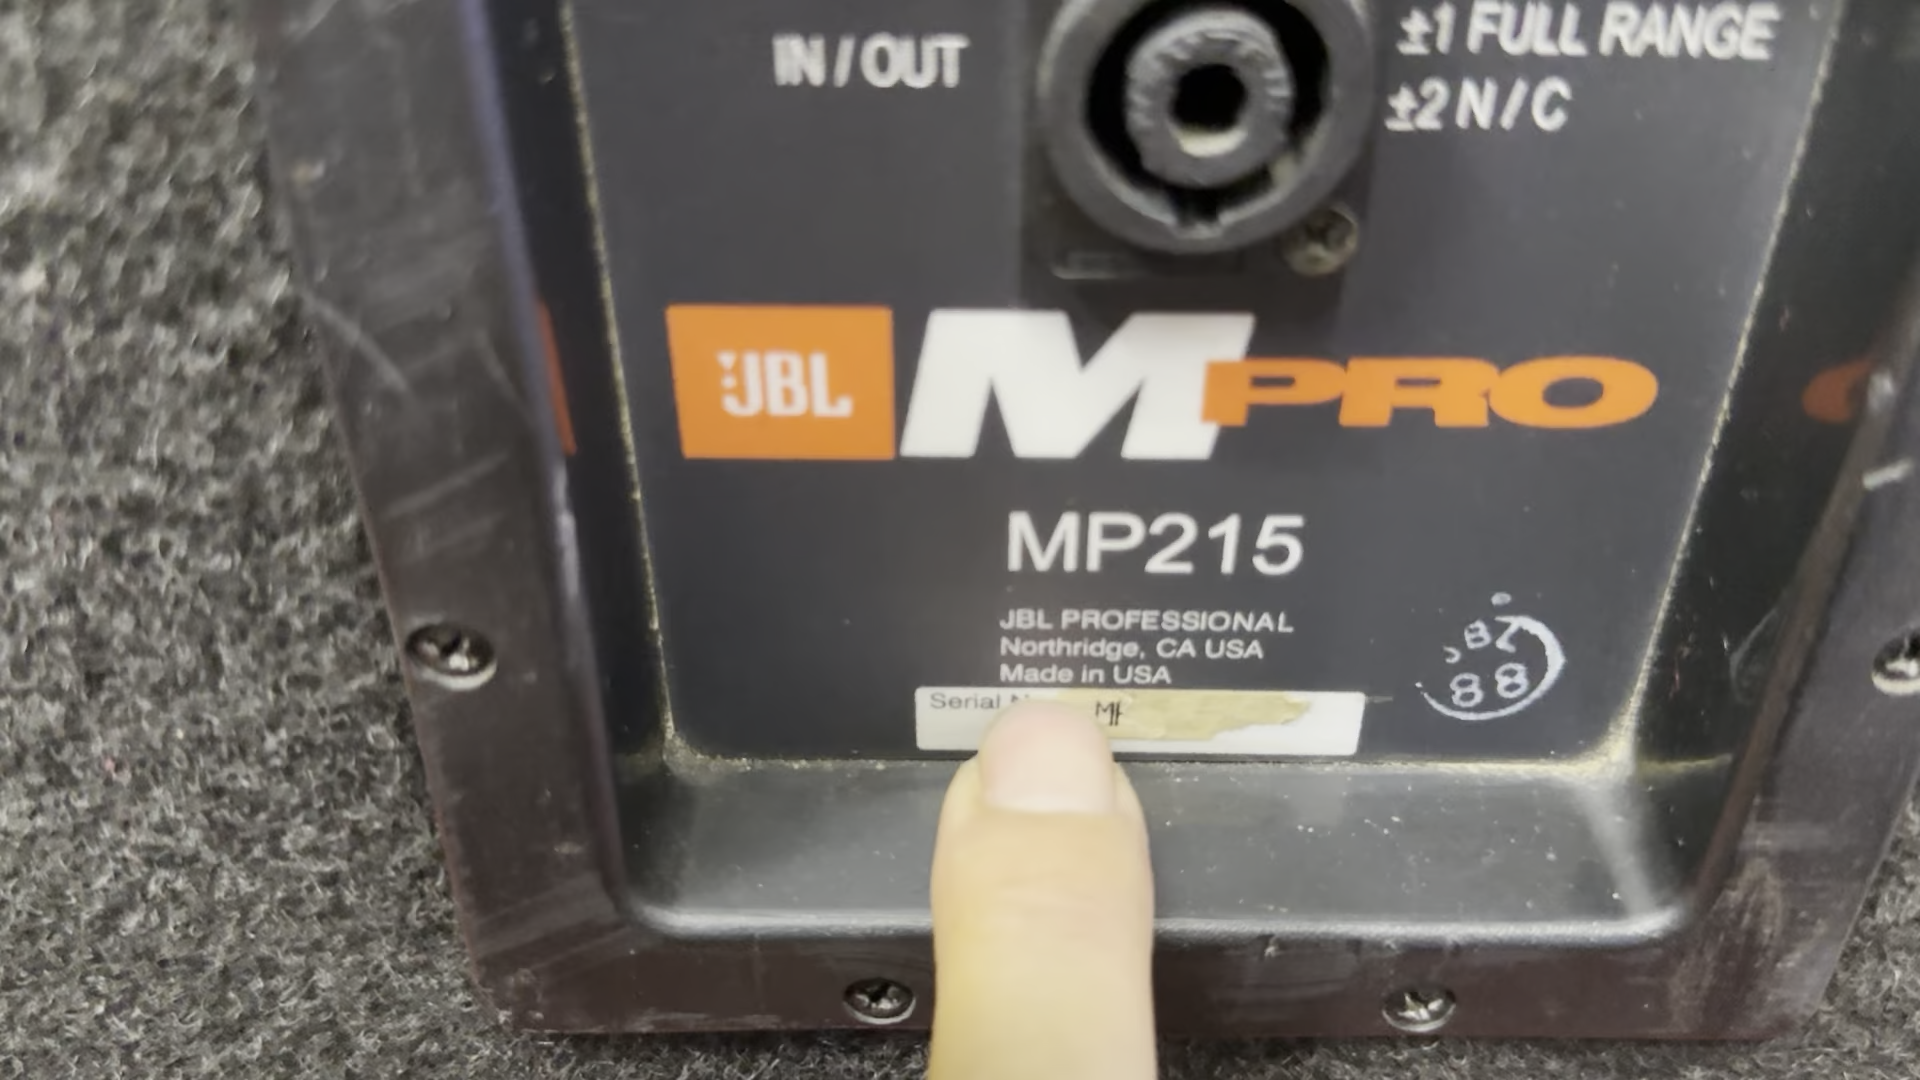 IN / OUT
±1 FULL RANGE
±2 N / C
JBL MPRO
MP215
JBL PROFESSIONAL
Northridge, CA USA
Made in USA
Serial
88